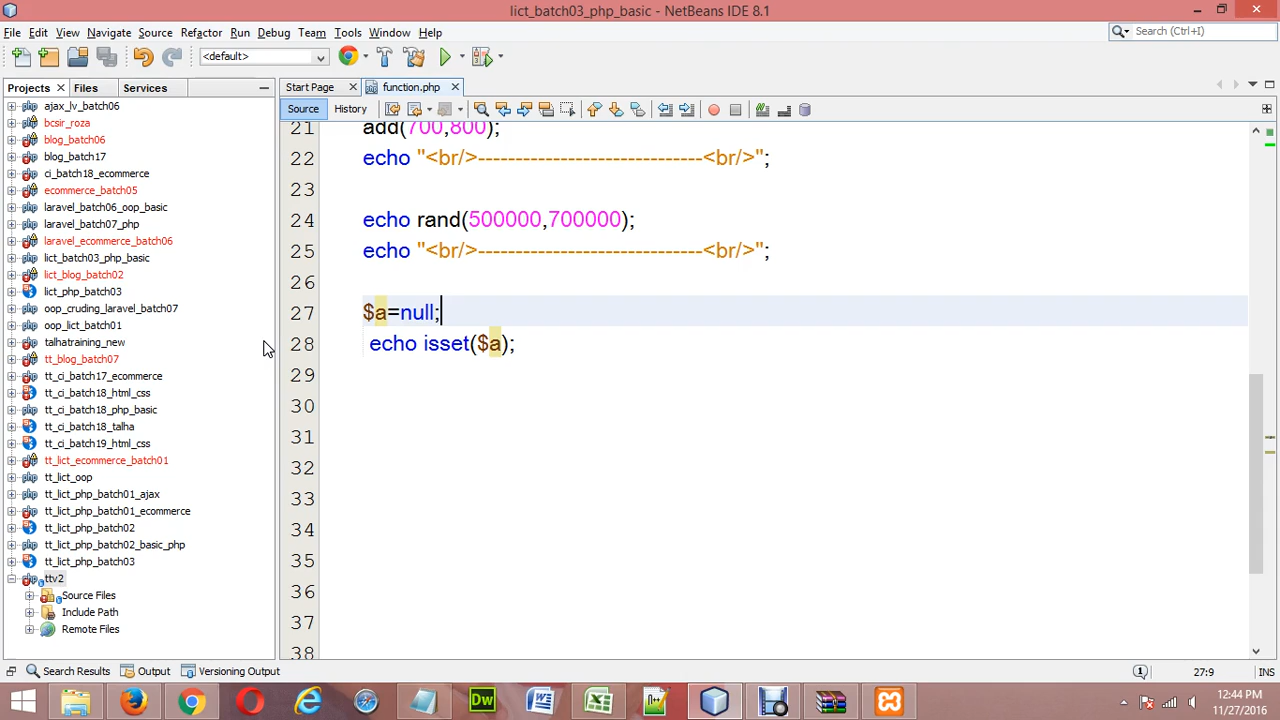 lict_batch03_php_basic - NetBeans IDE 8.1
File Edit View Navigate Source Refactor Run Debug Team Tools Window Help
Search (Ctrl+I)
<default>
Projects Files Services
Start Page function.php
Source History
ajax_lv_batch06
bcsir_roza
blog_batch06
blog_batch17
ci_batch18_ecommerce
ecommerce_batch05
laravel_batch06_oop_basic
laravel_batch07_php
laravel_ecommerce_batch06
lict_batch03_php_basic
lict_blog_batch02
lict_php_batch03
oop_cruding_laravel_batch07
oop_lict_batch01
talhatraining_new
tt_blog_batch07
tt_ci_batch17_ecommerce
tt_ci_batch18_html_css
tt_ci_batch18_php_basic
tt_ci_batch18_talha
tt_ci_batch19_html_css
tt_lict_ecommerce_batch01
tt_lict_oop
tt_lict_php_batch01_ajax
tt_lict_php_batch01_ecommerce
tt_lict_php_batch02
tt_lict_php_batch02_basic_php
tt_lict_php_batch03
ttv2
Source Files
Include Path
Remote Files
21 add(700,800);
22 echo "<br/>------------------------------<br/>";
23
24 echo rand(500000,700000);
25 echo "<br/>------------------------------<br/>";
26
27 $a=null;
28 echo isset($a);
29
30
31
32
33
34
35
36
37
38
Search Results Output Versioning Output
1
27:9 INS
12:44 PM
11/27/2016